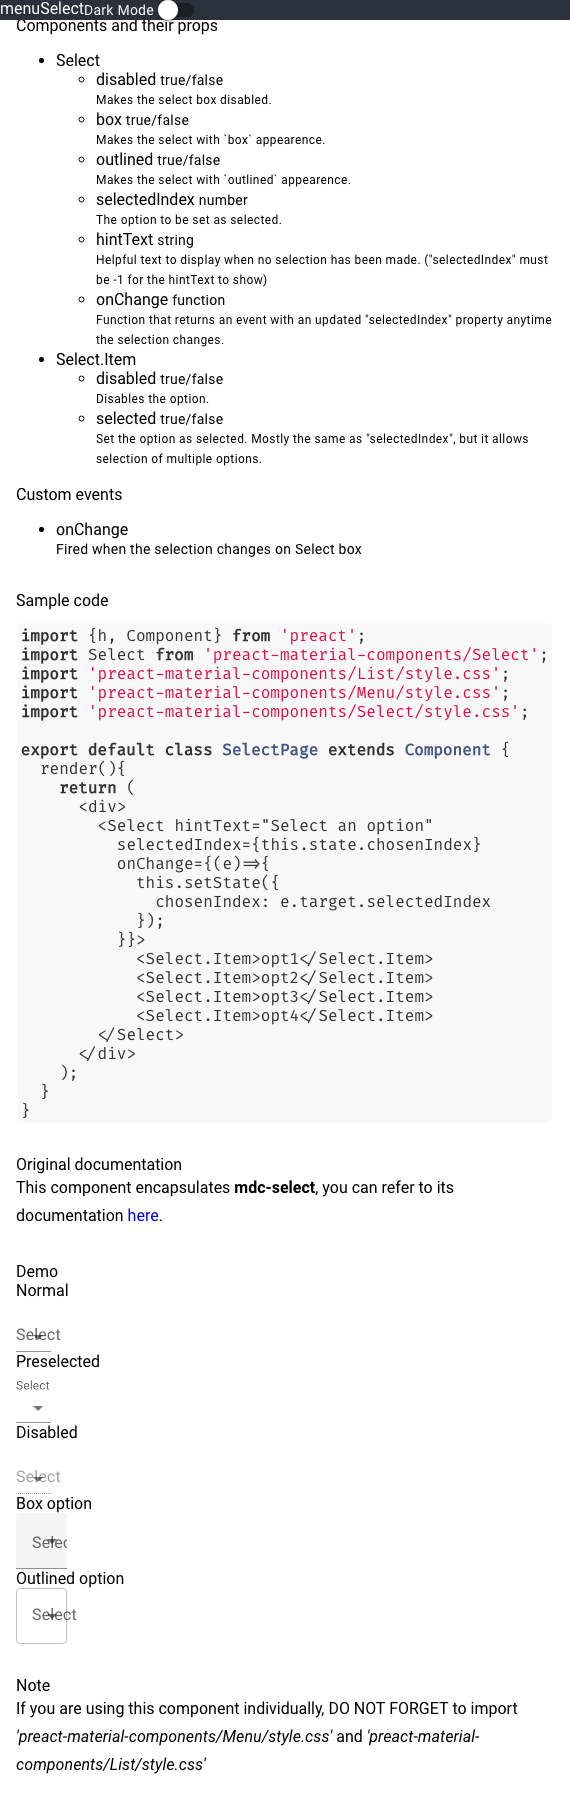 menuSelectDark Mode
Components and their props
• Select
◦ disabled true/false
Makes the select box disabled.
◦ box true/false
Makes the select with `box` appearence.
◦ outlined true/false
Makes the select with `outlined` appearence.
◦ selectedIndex number
The option to be set as selected.
◦ hintText string
Helpful text to display when no selection has been made. ("selectedIndex" must
be -1 for the hintText to show)
◦ onChange function
Function that returns an event with an updated "selectedIndex" property anytime
the selection changes.
• Select.Item
◦ disabled true/false
Disables the option.
◦ selected true/false
Set the option as selected. Mostly the same as "selectedIndex", but it allows
selection of multiple options.
Custom events
• onChange
Fired when the selection changes on Select box
Sample code
import {h, Component} from 'preact';
import Select from 'preact-material-components/Select';
import 'preact-material-components/List/style.css';
import 'preact-material-components/Menu/style.css';
import 'preact-material-components/Select/style.css';
export default class SelectPage extends Component {
render(){
return (
<div>
<Select hintText="Select an option"
selectedIndex={this.state.chosenIndex}
onChange={(e)=>{
this.setState({
chosenIndex: e.target.selectedIndex
});
}}>
<Select.Item>opt1</Select.Item>
<Select.Item>opt2</Select.Item>
<Select.Item>opt3</Select.Item>
<Select.Item>opt4</Select.Item>
</Select>
</div>
);
}
}
Original documentation
This component encapsulates mdc-select, you can refer to its
documentation here.
Demo
Normal
Select
Preselected
Select
Disabled
Select
Box option
Selec
Outlined option
Select
Note
If you are using this component individually, DO NOT FORGET to import
'preact-material-components/Menu/style.css' and 'preact-material-
components/List/style.css'